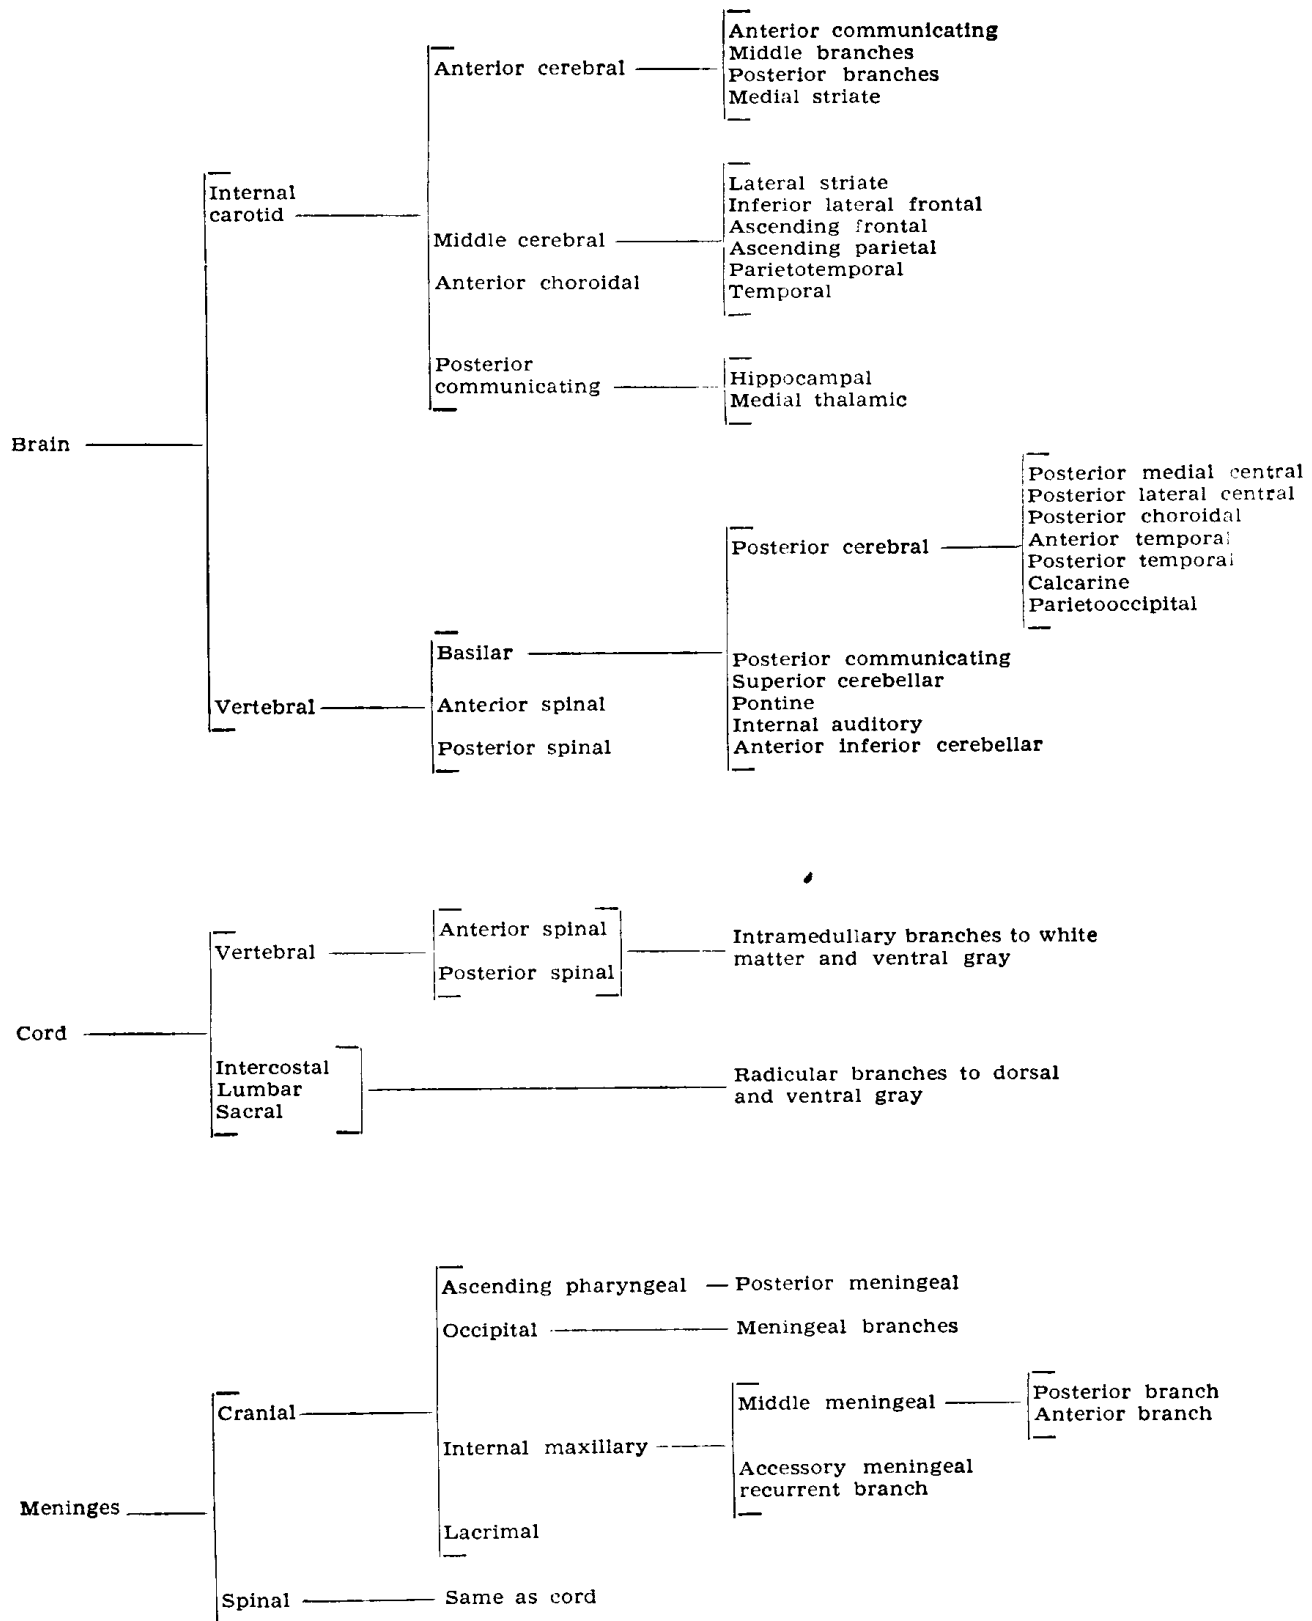 Anterior communicating
Anterior cerebral
Middle branches
Posterior branches
Medial striate
Internal
carotid
Lateral striate
Inferior lateral frontal
Ascending frontal
Middle cerebral
Ascending parietal
Anterior choroidal
Parietotemporal
Temporal
Posterior
communicating
Hippocampal
Medial thalamic
Brain
Posterior medial central
Posterior lateral central
Posterior choroidal
Posterior cerebral
Anterior temporal
Posterior temporal
Calcarine
Parietooccipital
Basilar
Posterior communicating
Superior cerebellar
Vertebral
Anterior spinal
Pontine
Internal auditory
Posterior spinal
Anterior inferior cerebellar
Vertebral
Anterior spinal
Posterior spinal
Intramedullary branches to white
matter and ventral gray
Cord
Intercostal
Lumbar
Sacral
Radicular branches to dorsal
and ventral gray
Ascending pharyngeal
Posterior meningeal
Occipital
Meningeal branches
Cranial
Middle meningeal
Posterior branch
Anterior branch
Internal maxillary
Accessory meningeal
recurrent branch
Meninges
Lacrimal
Spinal
Same as cord